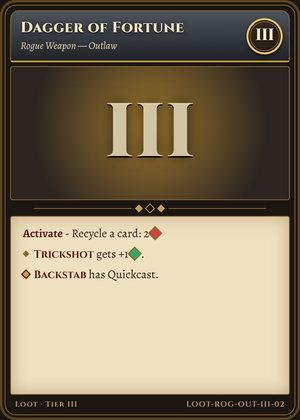 Dagger of Fortune
Rogue Weapon — Outlaw
III
III
Activate - Recycle a card: 2
Trickshot gets +1.
Backstab has Quickcast.
Loot · Tier III
LOOT-ROG-OUT-III-02